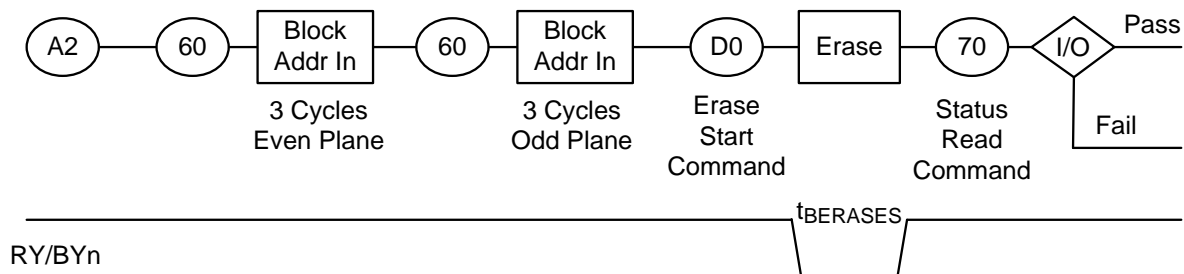 A2
60
Block
Addr In
3 Cycles
Even Plane
60
Block
Addr In
3 Cycles
Odd Plane
D0
Erase
Start
Command
Erase
70
Status
Read
Command
I/O
Pass
Fail
tBERASES
RY/BYn